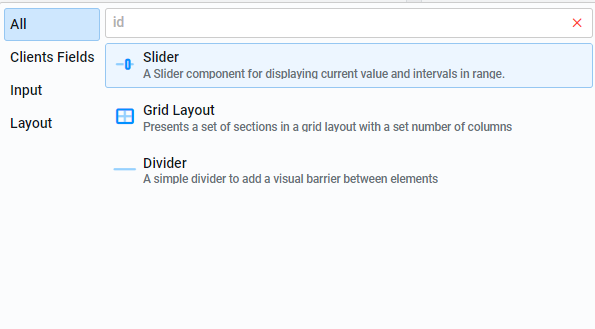 All
id
Clients Fields
Input
Layout
Slider
A Slider component for displaying current value and intervals in range.
Grid Layout
Presents a set of sections in a grid layout with a set number of columns
Divider
A simple divider to add a visual barrier between elements